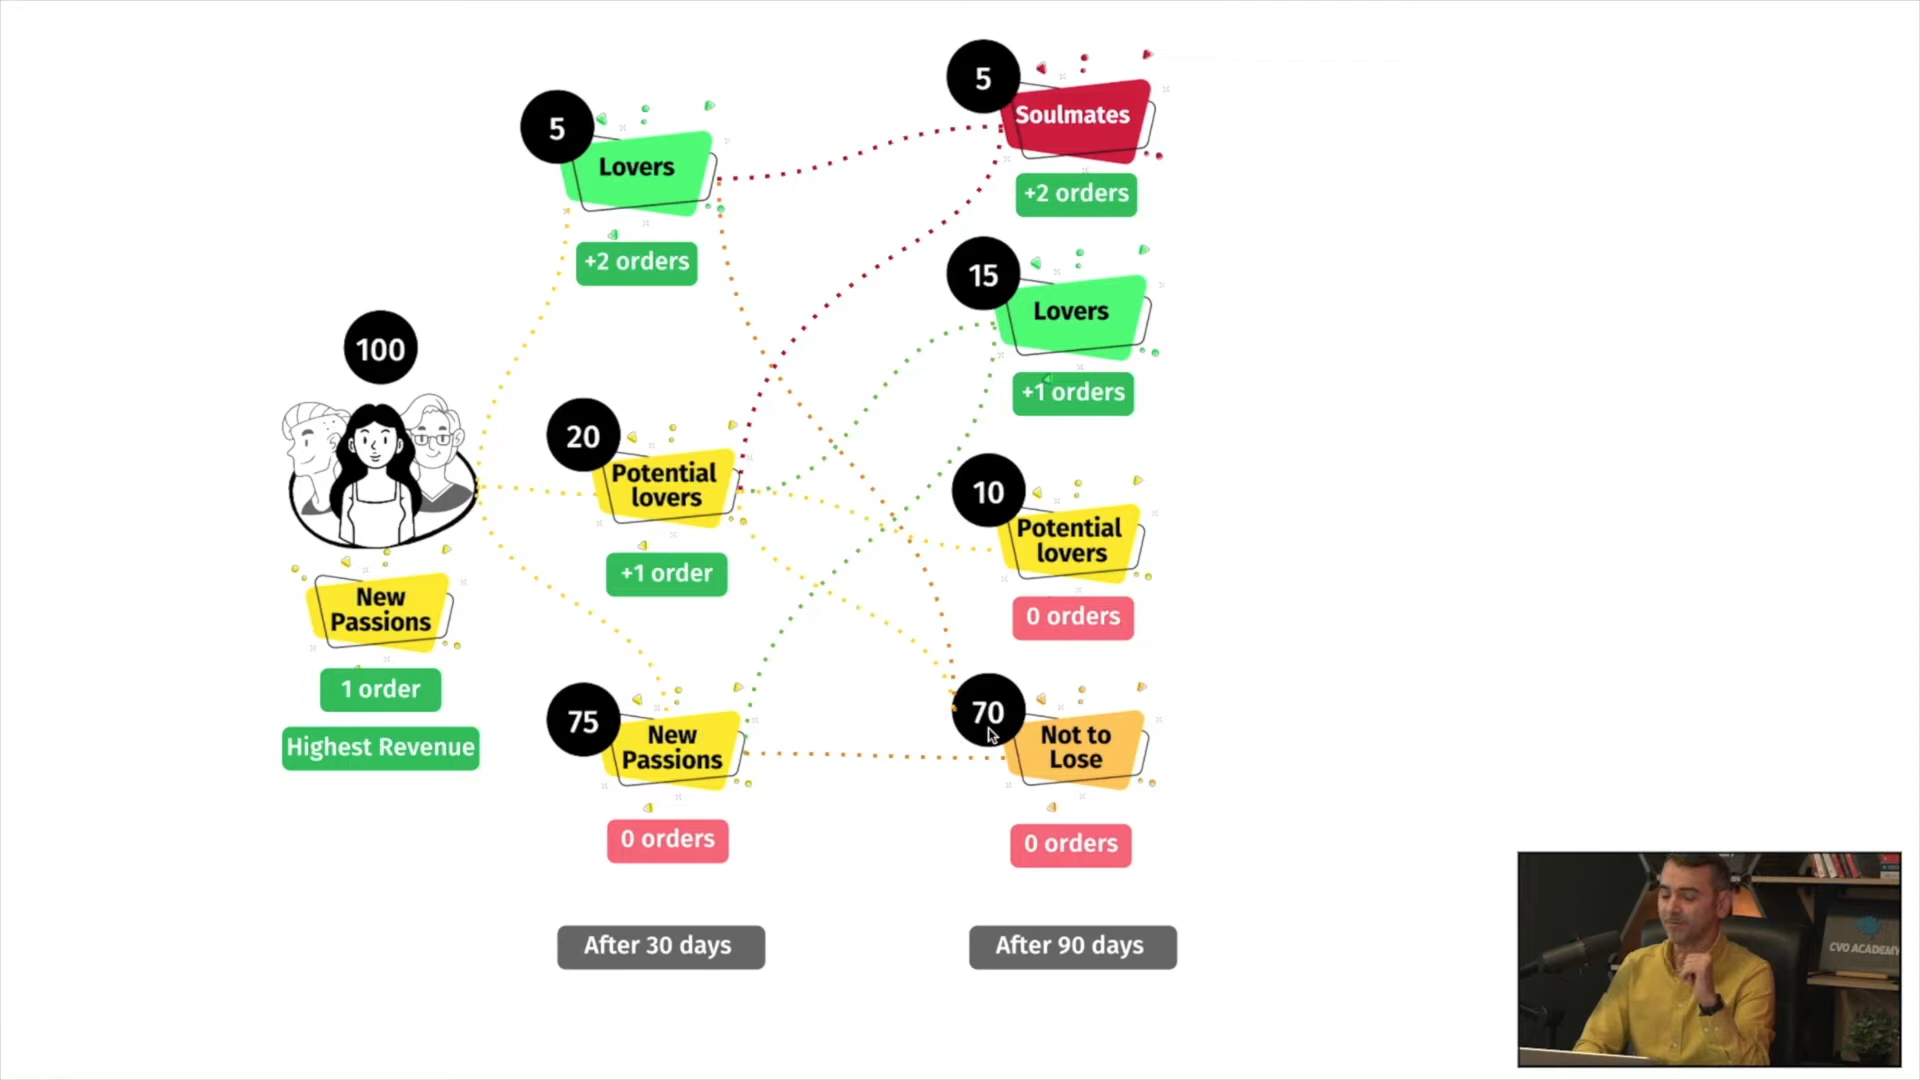 100
New
Passions
1 order
Highest Revenue
5
Lovers
+2 orders
20
Potential
lovers
+1 order
75
New
Passions
0 orders
After 30 days
5
Soulmates
+2 orders
15
Lovers
+1 orders
10
Potential
lovers
0 orders
70
Not to
Lose
0 orders
After 90 days
CVO ACADEMY